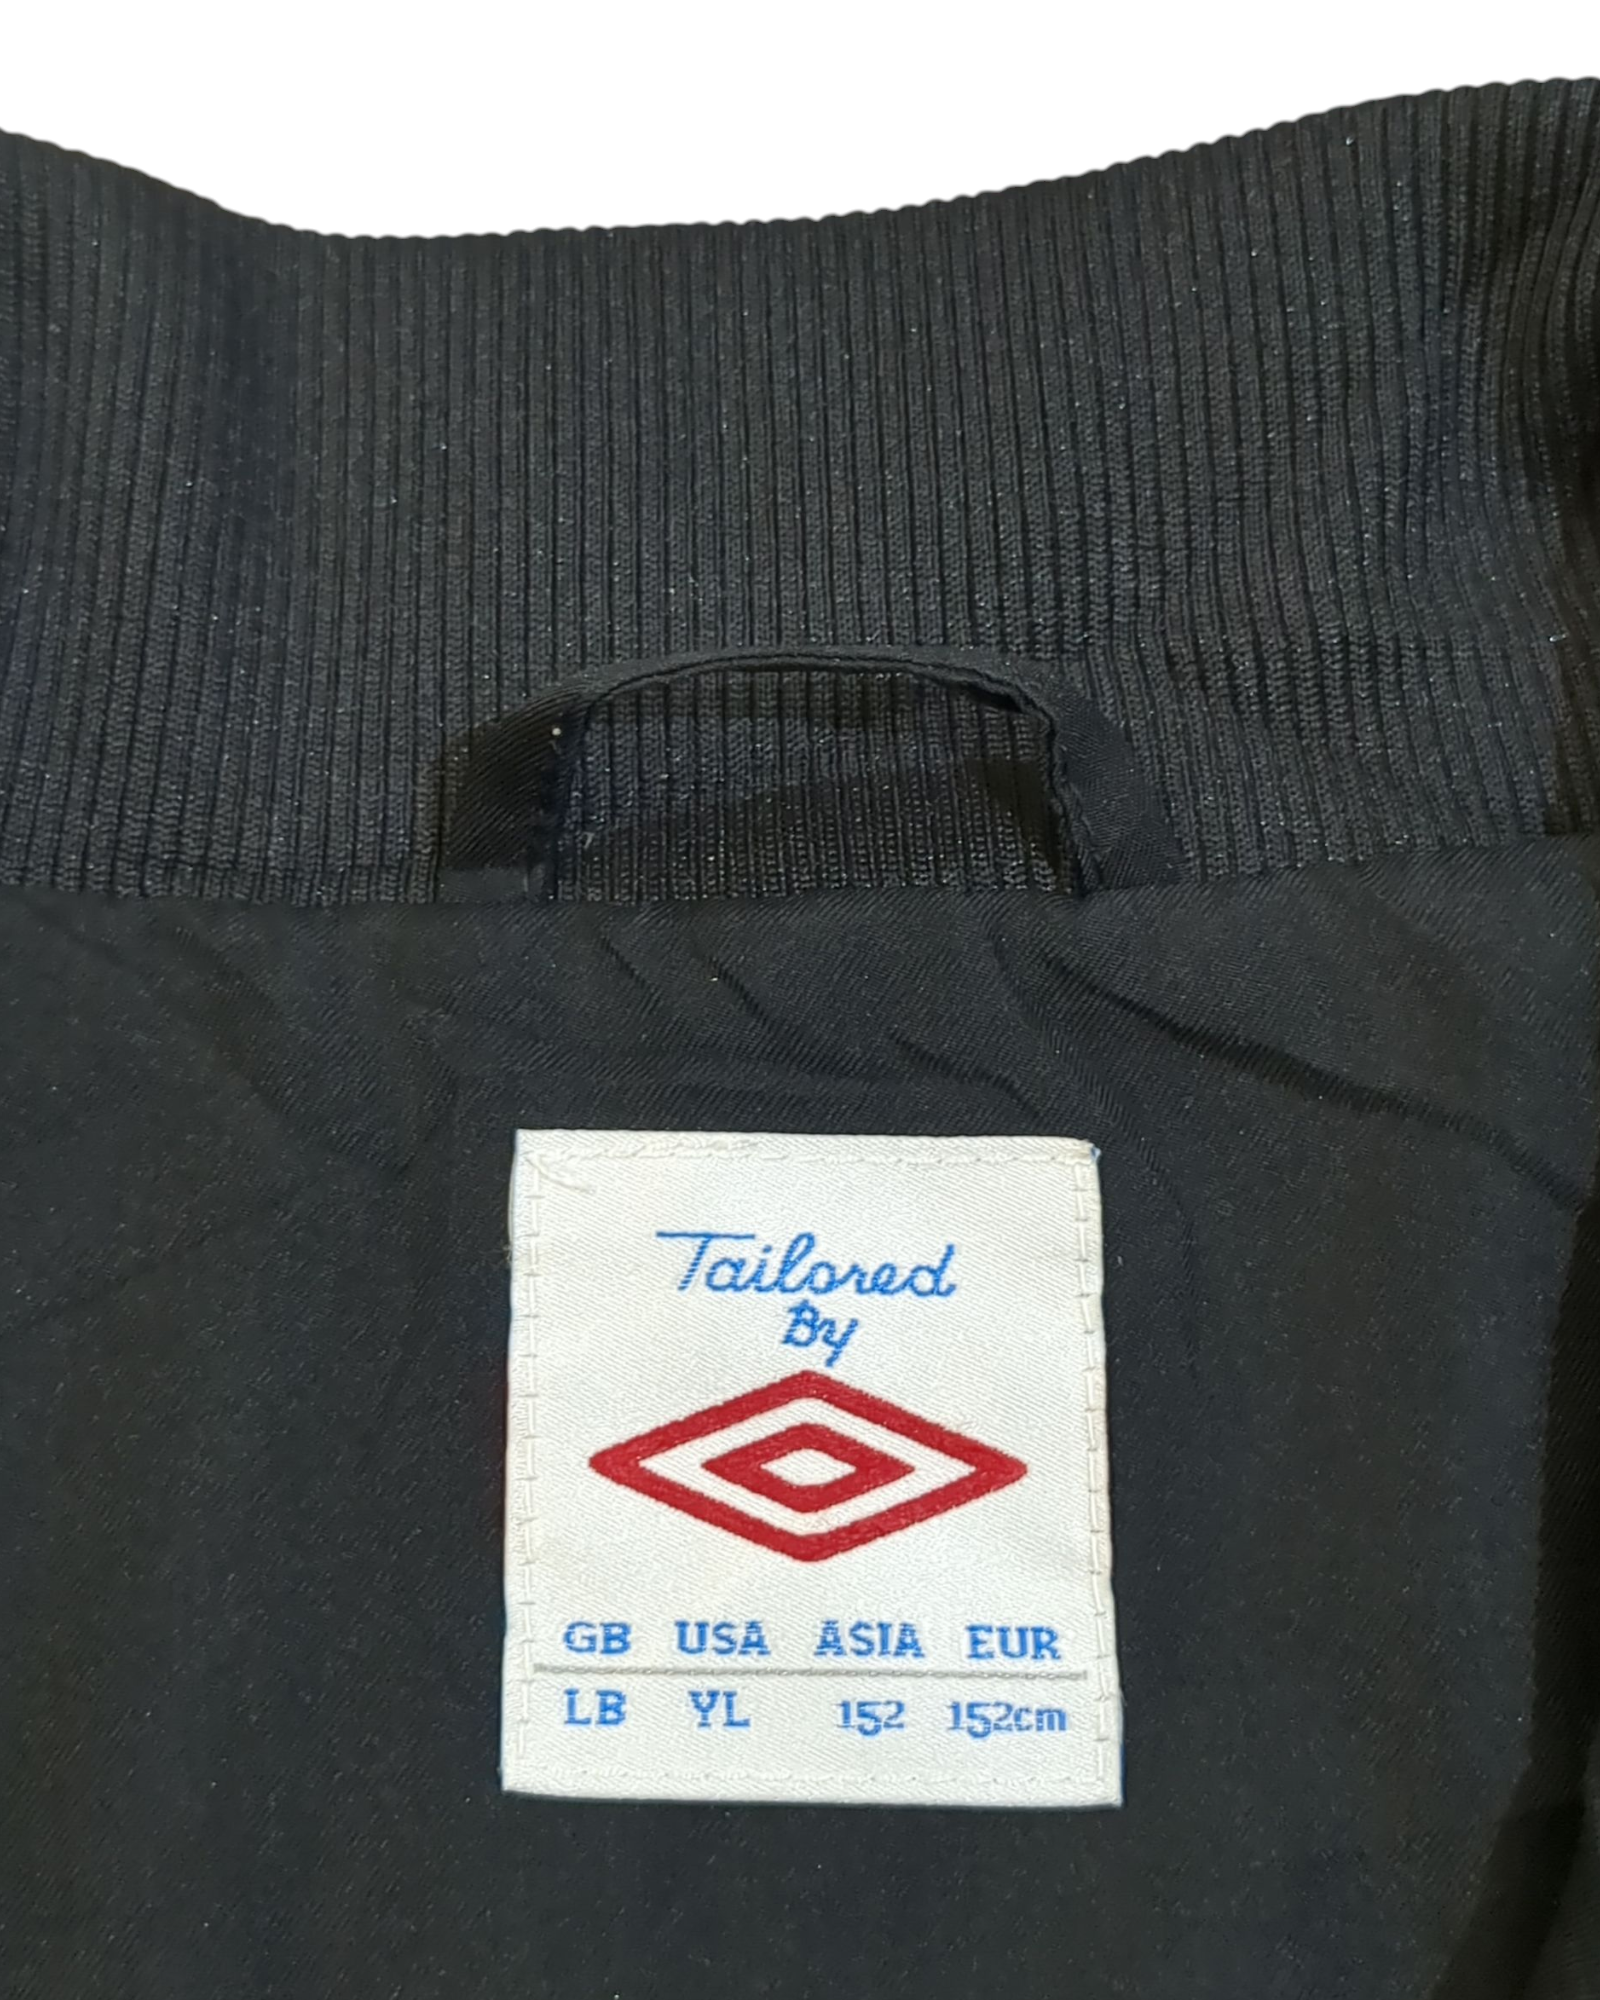 Tailored
By
GB USA ASIA EUR
LB YL 152 152cm